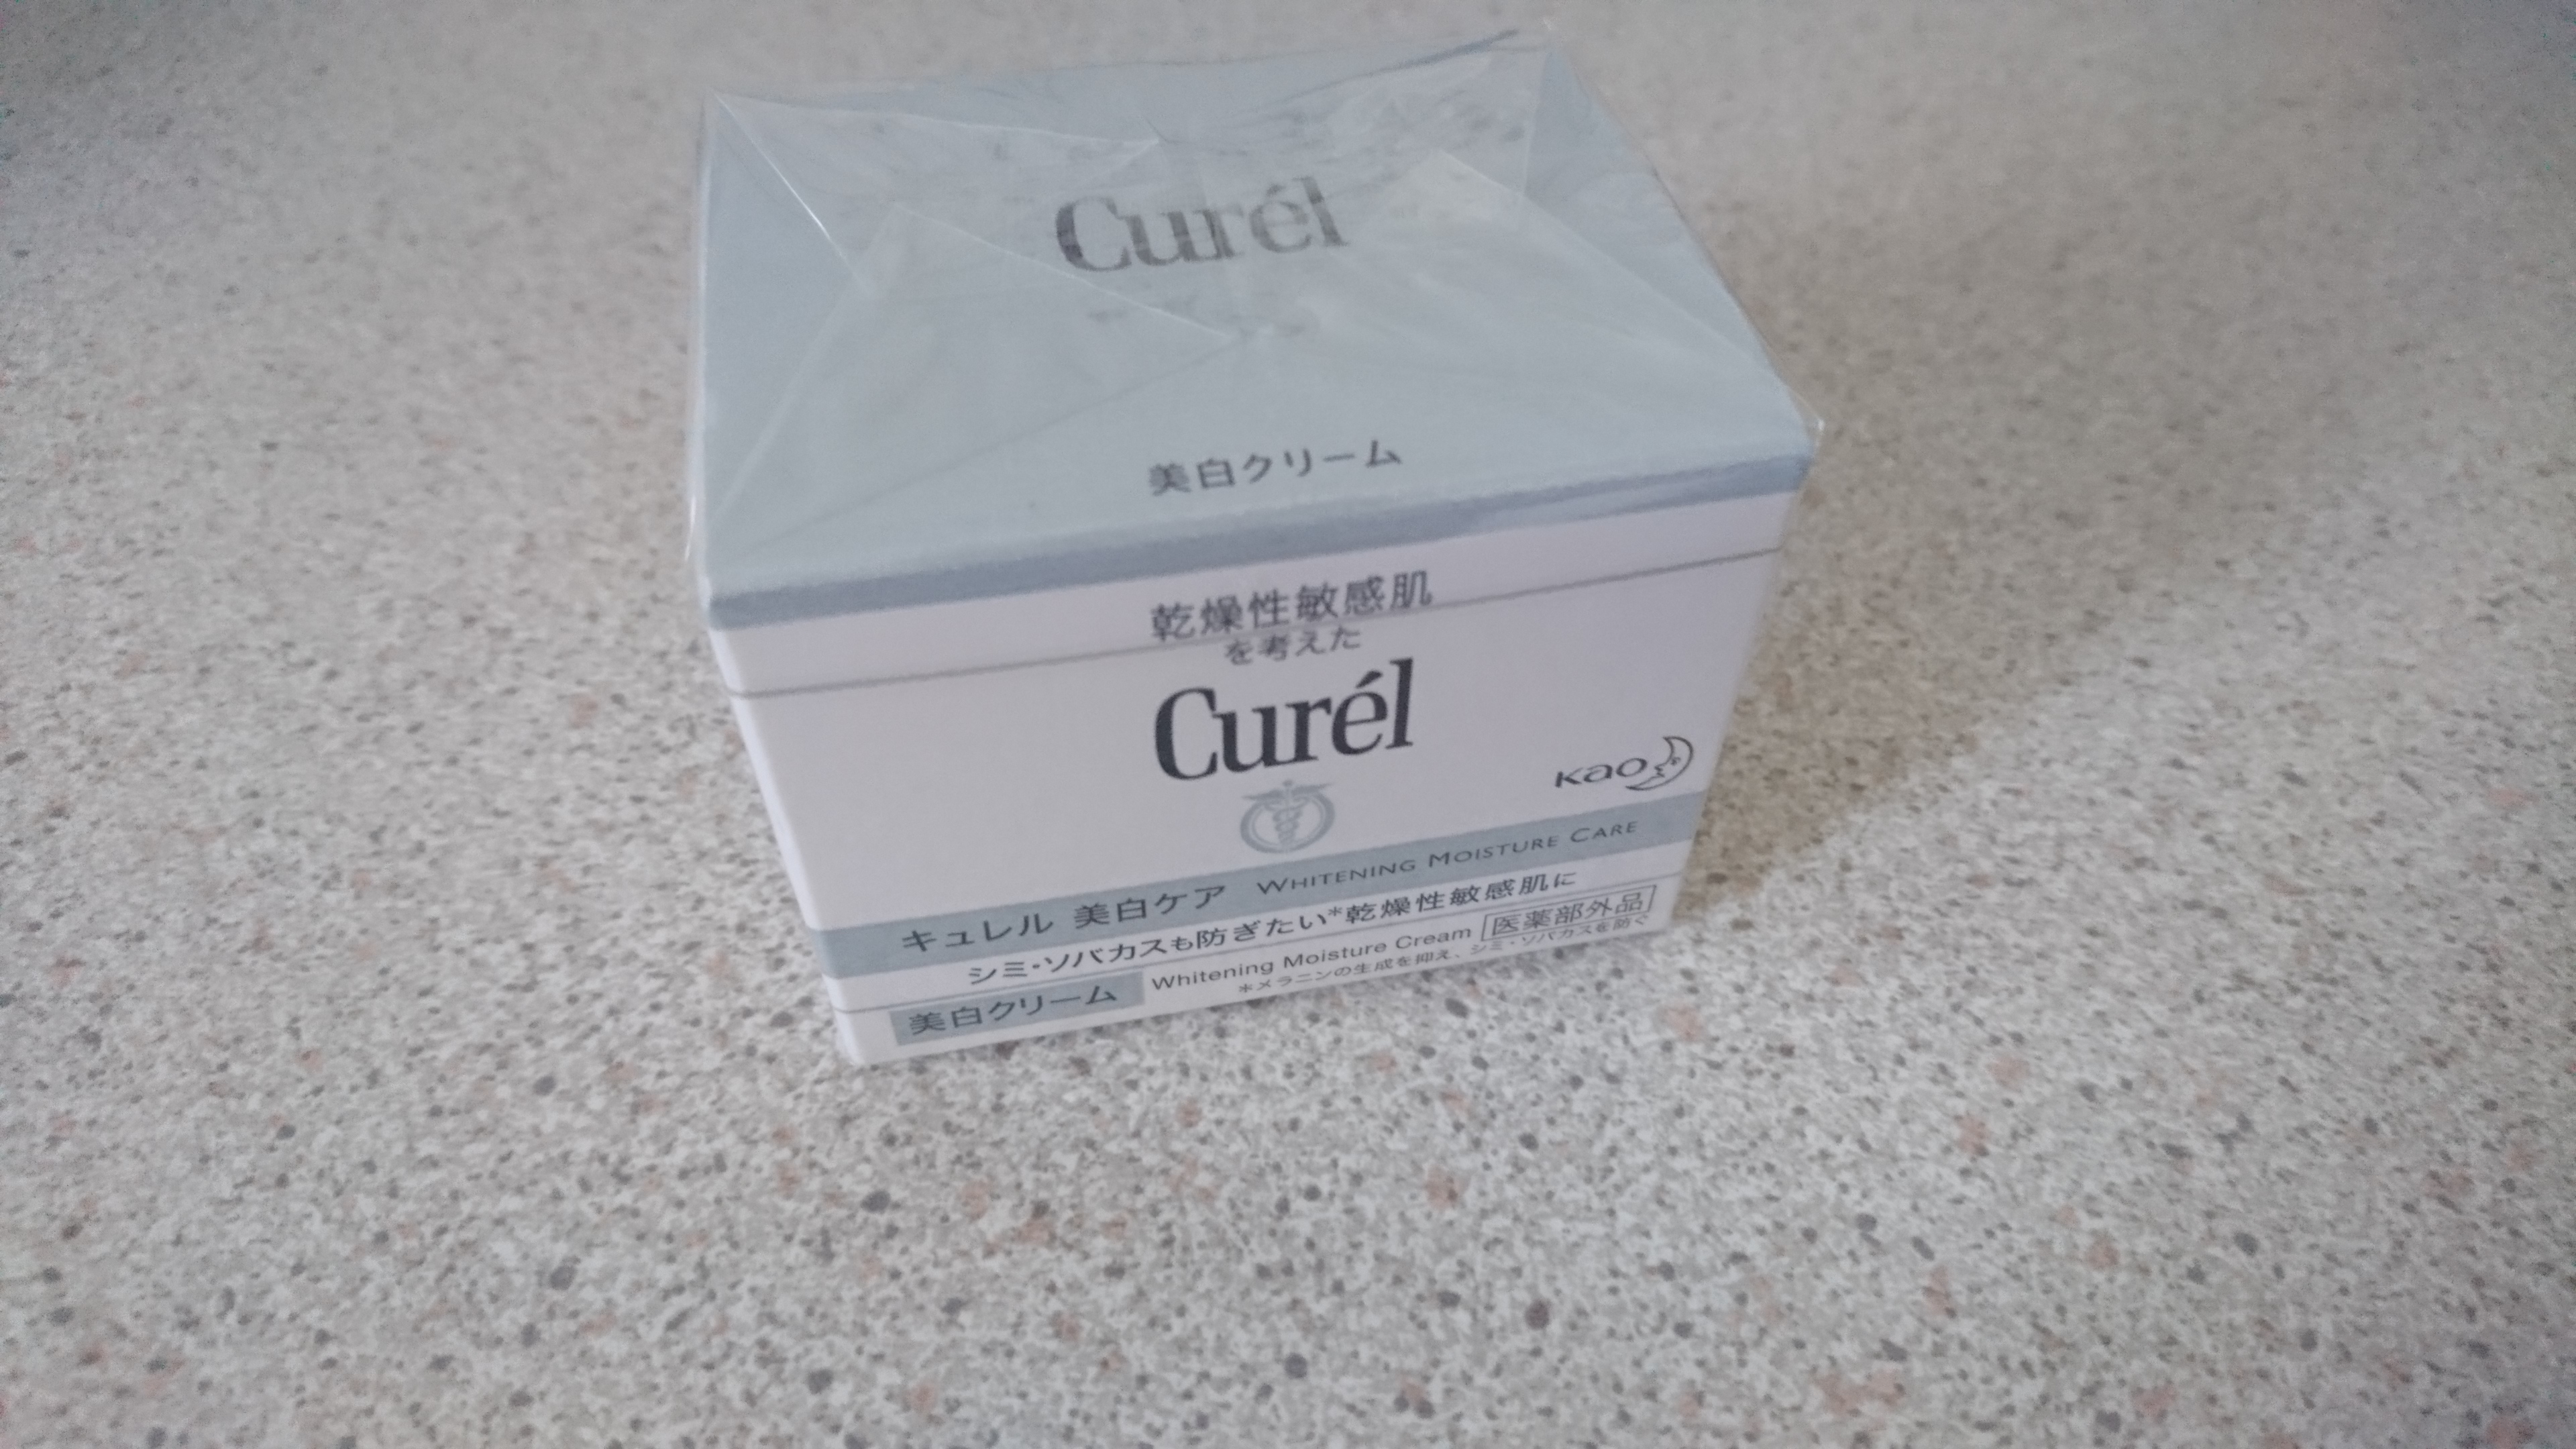 Curél
美白クリーム
乾燥性敏感肌
を考えた
Curél
kao
キュレル 美白ケア WHITENING MOISTURE CARE
シミ・ソバカスも防ぎたい*乾燥性敏感肌に
美白クリーム Whitening Moisture Cream 医薬部外品
*メラニンの生成を抑え、シミ・ソバカスを防ぐ